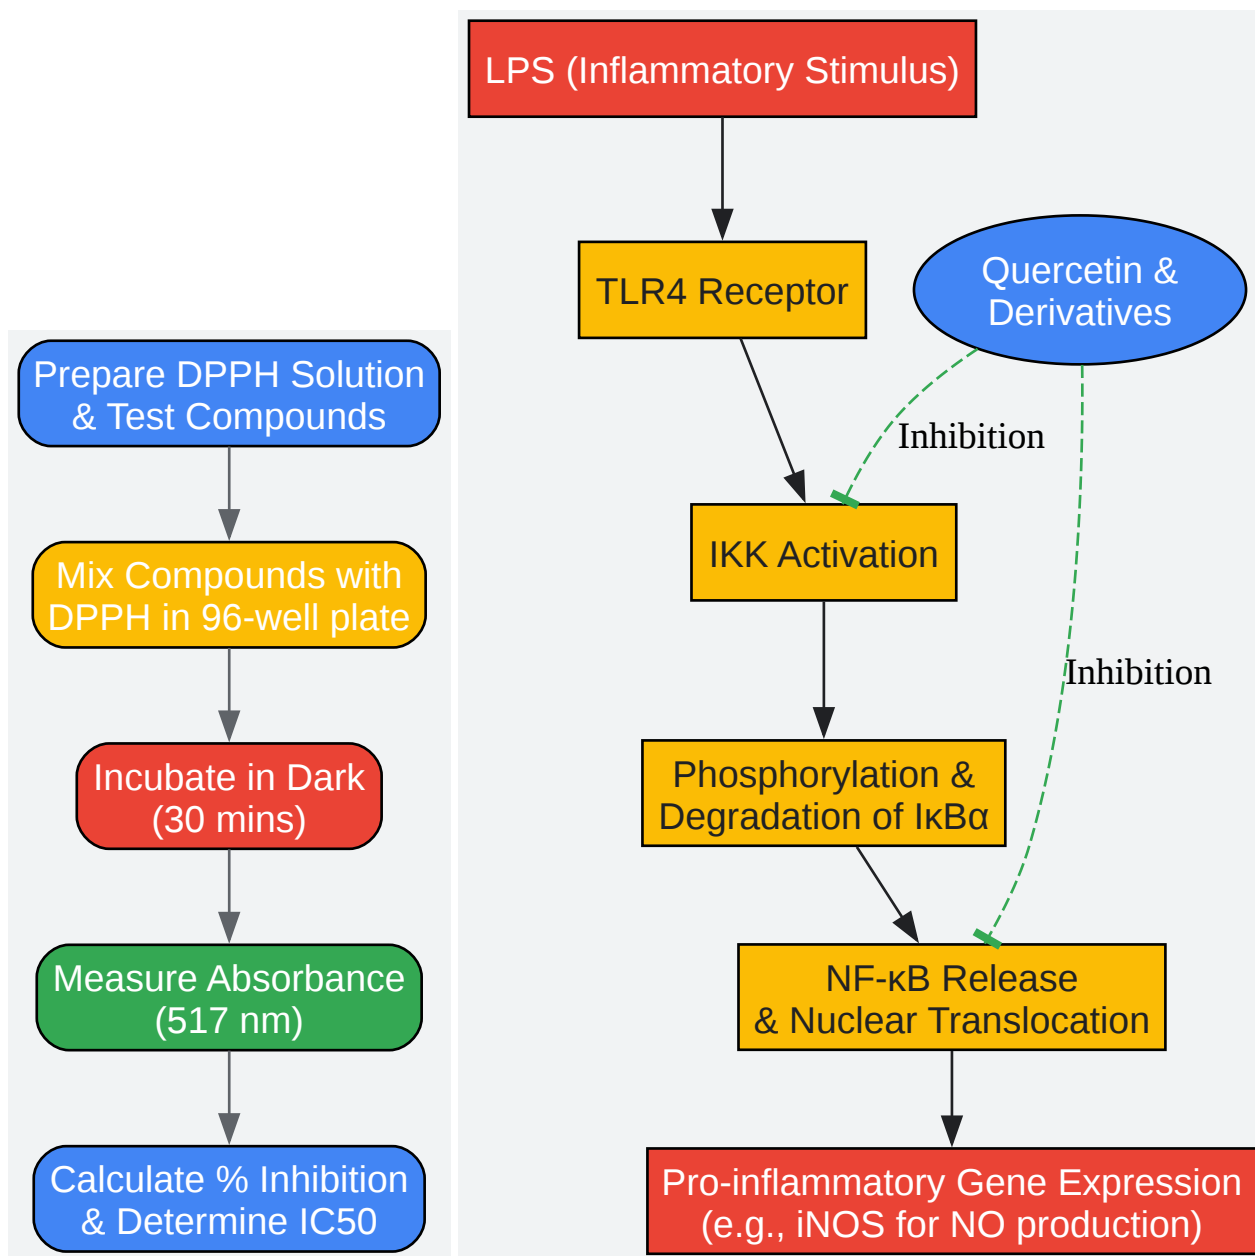 Prepare DPPH Solution
& Test Compounds
Mix Compounds with
DPPH in 96-well plate
Incubate in Dark
(30 mins)
Measure Absorbance
(517 nm)
Calculate % Inhibition
& Determine IC50
LPS (Inflammatory Stimulus)
TLR4 Receptor
Quercetin &
Derivatives
Inhibition
IKK Activation
Inhibition
Phosphorylation &
Degradation of IκBα
NF-κB Release
& Nuclear Translocation
Pro-inflammatory Gene Expression
(e.g., iNOS for NO production)